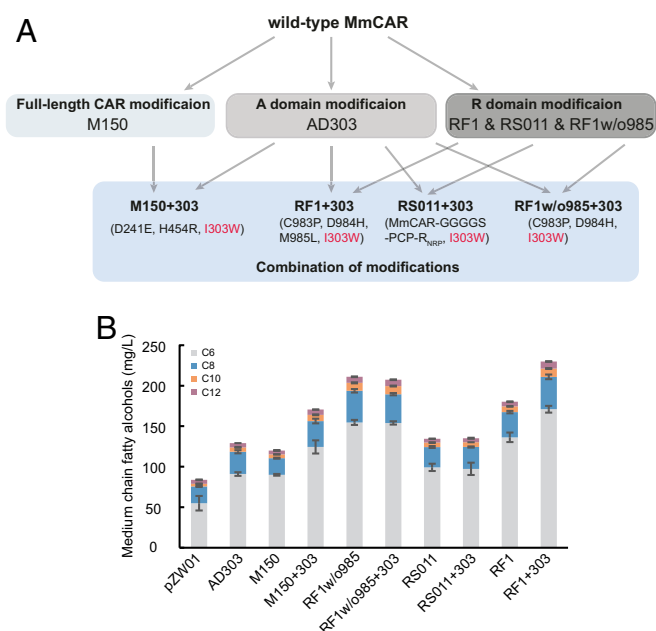 A
wild-type MmCAR
Full-length CAR modificaion
M150
A domain modificaion
AD303
R domain modificaion
RF1 & RS011 & RF1w/o985
M150+303
(D241E, H454R, I303W)
RF1+303
(C983P, D984H,
M985L, I303W)
RS011+303
(MmCAR-GGGGS
-PCP-RNRP, I303W)
RF1w/o985+303
(C983P, D984H,
I303W)
Combination of modifications
B
Medium chain fatty alcohols (mg/L)
250
200
150
100
50
0
C6
C8
C10
C12
pZW01
AD303
M150
M150+303
RF1w/o985
RF1w/o985+303
RS011
RS011+303
RF1
RF1+303